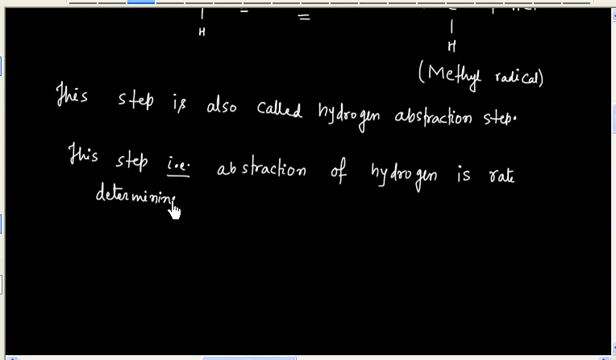 H
H
(Methyl radical)
This step is also called hydrogen abstraction step.
This step i.e. abstraction of hydrogen is rate
determining